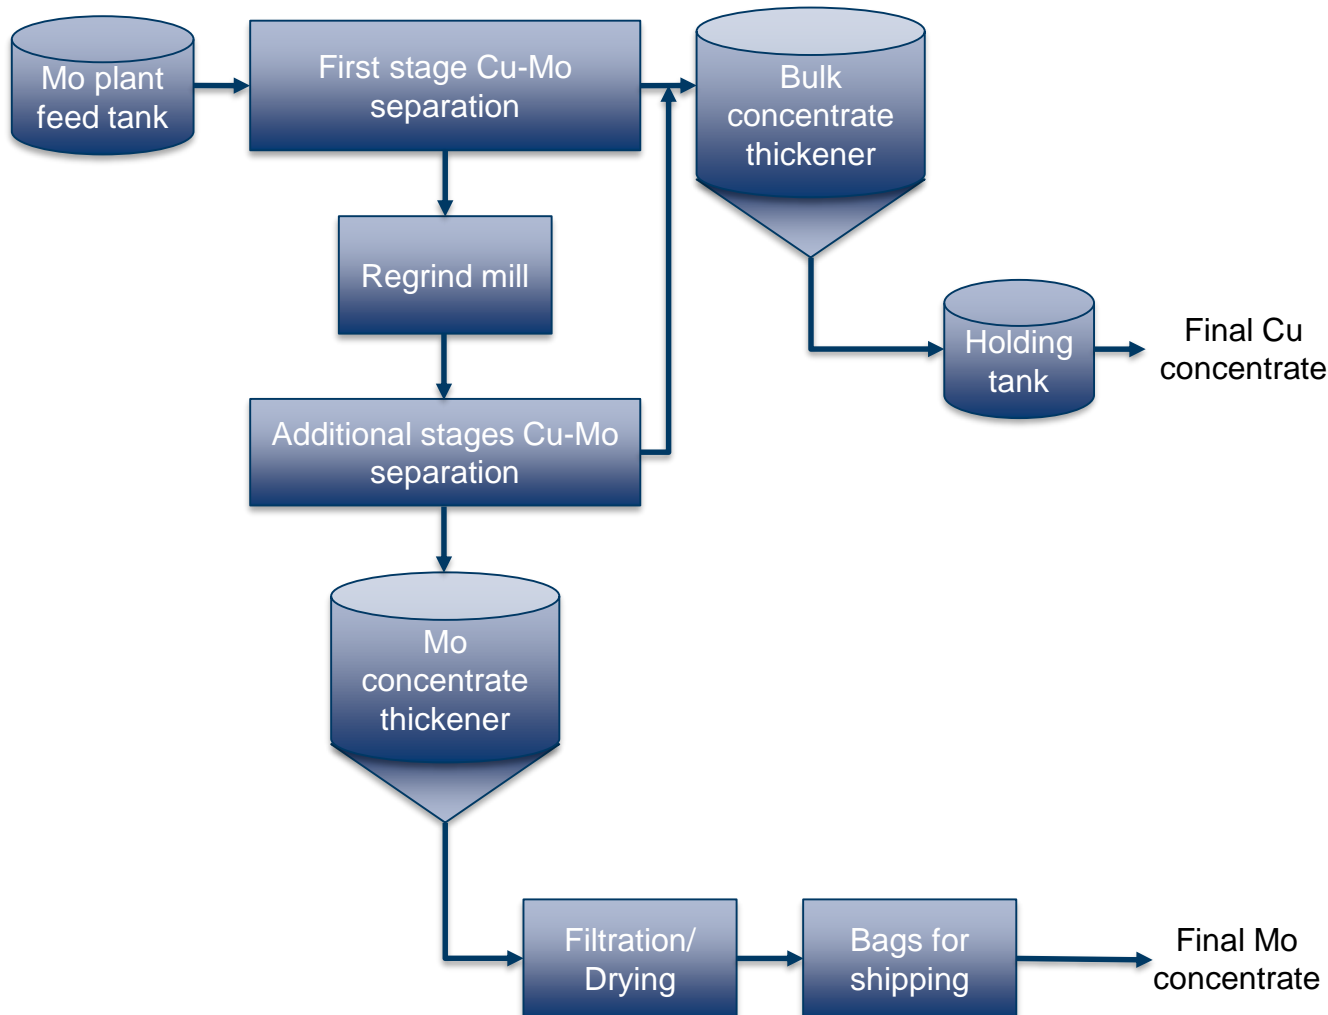 Mo plant
feed tank
First stage Cu-Mo
separation
Bulk
concentrate
thickener
Regrind mill
Holding
tank
Final Cu
concentrate
Additional stages Cu-Mo
separation
Mo
concentrate
thickener
Filtration/
Drying
Bags for
shipping
Final Mo
concentrate